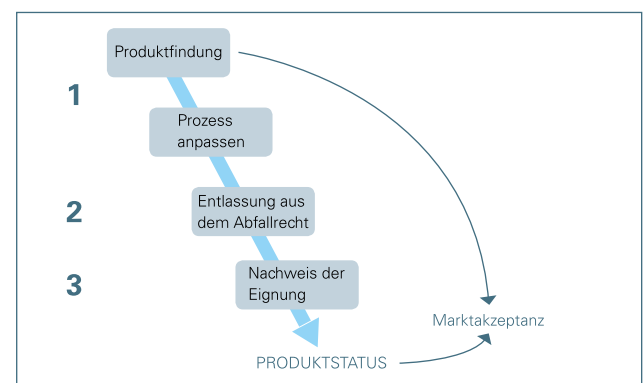 Produktfindung
1
Prozess
anpassen
2
Entlassung aus
dem Abfallrecht
3
Nachweis der
Eignung
Marktakzeptanz
PRODUKTSTATUS